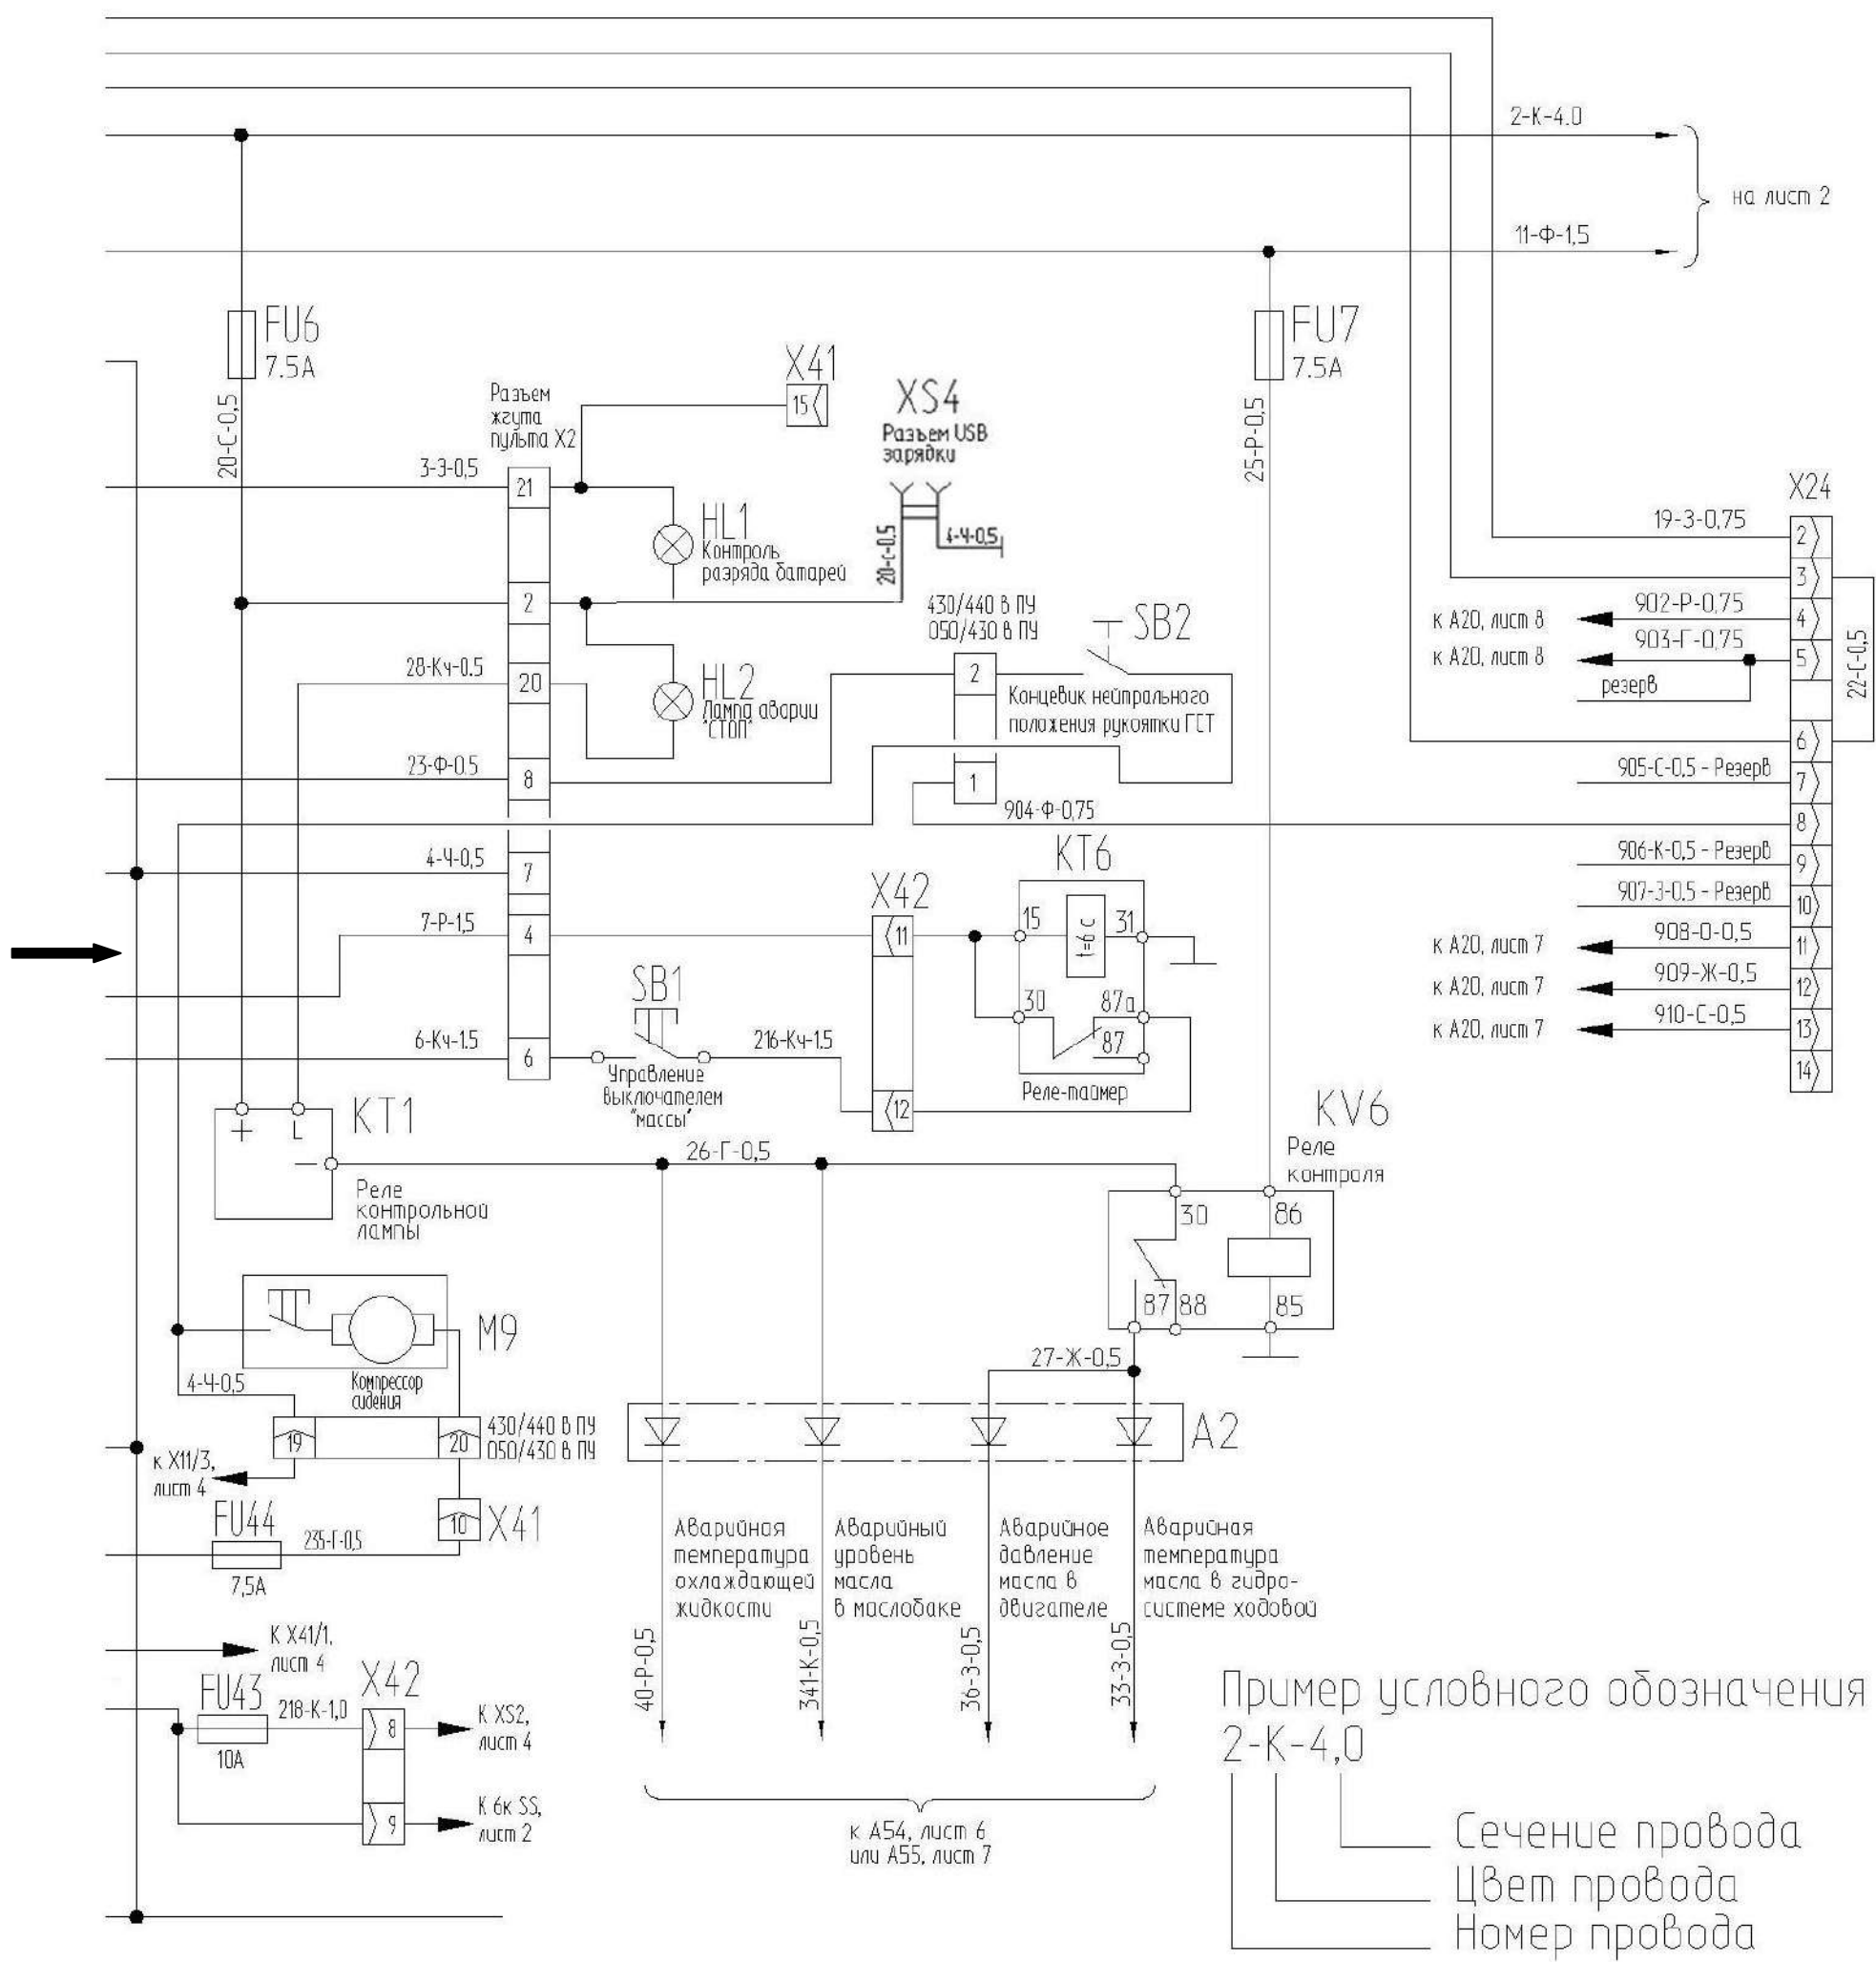 2-К-4.0
на лист 2
11-Ф-1,5
FU6
7.5А
FU7
7.5А
20-С-0,5
25-Р-0,5
Разъем
жгута
пульта Х2
X41
15
XS4
Разъем USB
зарядки
3-Э-0,5
21
HL1
Контроль
разряда батарей
20-С-0.5
4-Ч-0.5
2
HL2
Лампа аварии
"СТОП"
28-Кч-0.5
20
23-Ф-0.5
8
430/440 в ПУ
050/430 в ПУ
2
SB2
Концевик нейтрального
положения рукоятки ГСТ
1
904-Ф-0,75
X24
19-З-0,75
2
3
к А20, лист 8
902-Р-0,75
4
к А20, лист 8
903-Г-0,75
5
резерв
22-С-0,5
6
905-С-0,5 - Резерв
7
8
906-К-0,5 - Резерв
9
907-З-0.5 - Резерв
10
к А20, лист 7
908-О-0,5
11
к А20, лист 7
909-Ж-0,5
12
к А20, лист 7
910-С-0,5
13
14
4-Ч-0,5
7
7-Р-1,5
4
X42
11
KT6
15
t=6 c
31
30
87а
87
Реле-таймер
12
6-Кч-1.5
6
SB1
216-Кч-1.5
Управление
выключателем
"массы"
+
L
KT1
−
Реле
контрольной
лампы
26-Г-0,5
KV6
Реле
контроля
30
86
87
88
85
27-Ж-0,5
M9
Компрессор
сидения
4-Ч-0,5
19
20
430/440 в ПУ
050/430 в ПУ
к Х11/3,
лист 4
10
X41
FU44
235-Г-0,5
7,5А
A2
Аварийная
температура
охлаждающей
жидкости
Аварийный
уровень
масла
в маслобаке
Аварийное
давление
масла в
двигателе
Аварийная
температура
масла в гидро-
системе ходовой
40-Р-0,5
341-К-0,5
36-З-0,5
33-З-0,5
к А54, лист 6
или А55, лист 7
К Х41/1,
лист 4
FU43
218-К-1,0
10А
X42
8
К XS2,
лист 4
9
К 6к SS,
лист 2
Пример условного обозначения
2-К-4,0
Сечение провода
Цвет провода
Номер провода